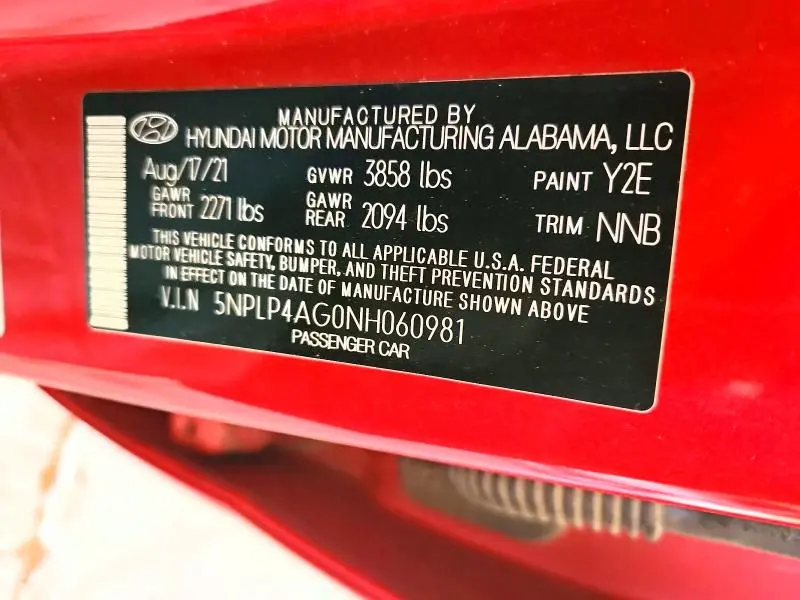 MANUFACTURED BY
HYUNDAI MOTOR MANUFACTURING ALABAMA, LLC
Aug/17/21 GVWR 3858 lbs PAINT Y2E
GAWR FRONT 2271 lbs GAWR REAR 2094 lbs TRIM NNB
THIS VEHICLE CONFORMS TO ALL APPLICABLE U.S.A. FEDERAL
MOTOR VEHICLE SAFETY, BUMPER, AND THEFT PREVENTION STANDARDS
IN EFFECT ON THE DATE OF MANUFACTURE SHOWN ABOVE
V.I.N 5NPLP4AG0NH060981
PASSENGER CAR